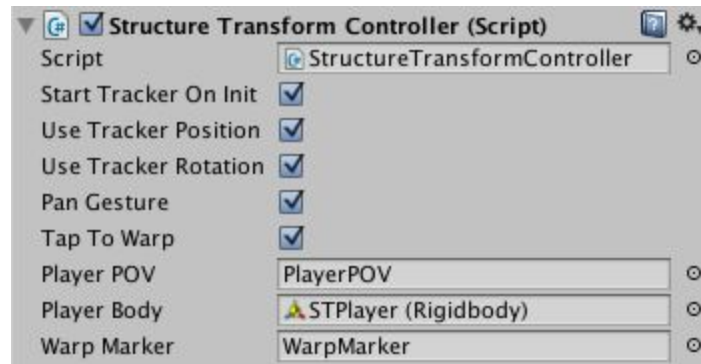 Structure Transform Controller (Script)
Script StructureTransformController
Start Tracker On Init
Use Tracker Position
Use Tracker Rotation
Pan Gesture
Tap To Warp
Player POV PlayerPOV
Player Body STPlayer (Rigidbody)
Warp Marker WarpMarker